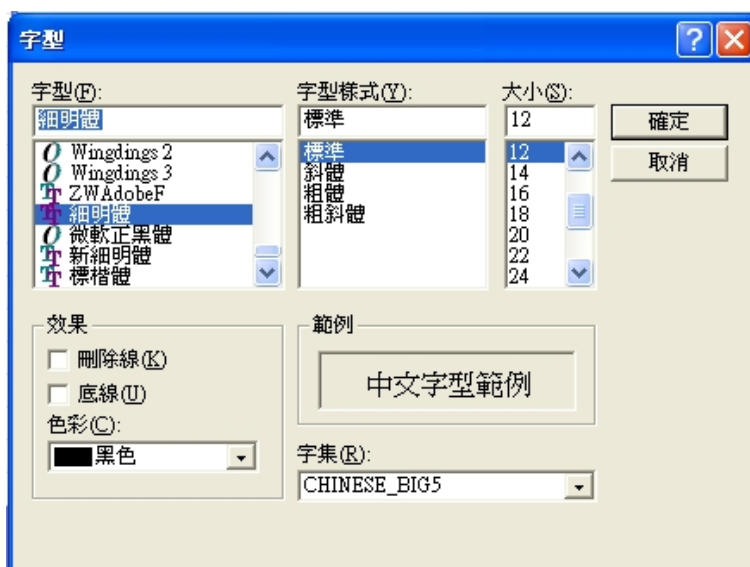 字型
字型(F):
細明體
Wingdings 2
Wingdings 3
ZWAdobeF
細明體
微軟正黑體
新細明體
標楷體
字型樣式(Y):
標準
標準
斜體
粗體
粗斜體
大小(S):
12
12
14
16
18
20
22
24
確定
取消
效果
刪除線(K)
底線(U)
色彩(C):
黑色
範例
中文字型範例
字集(R):
CHINESE_BIG5